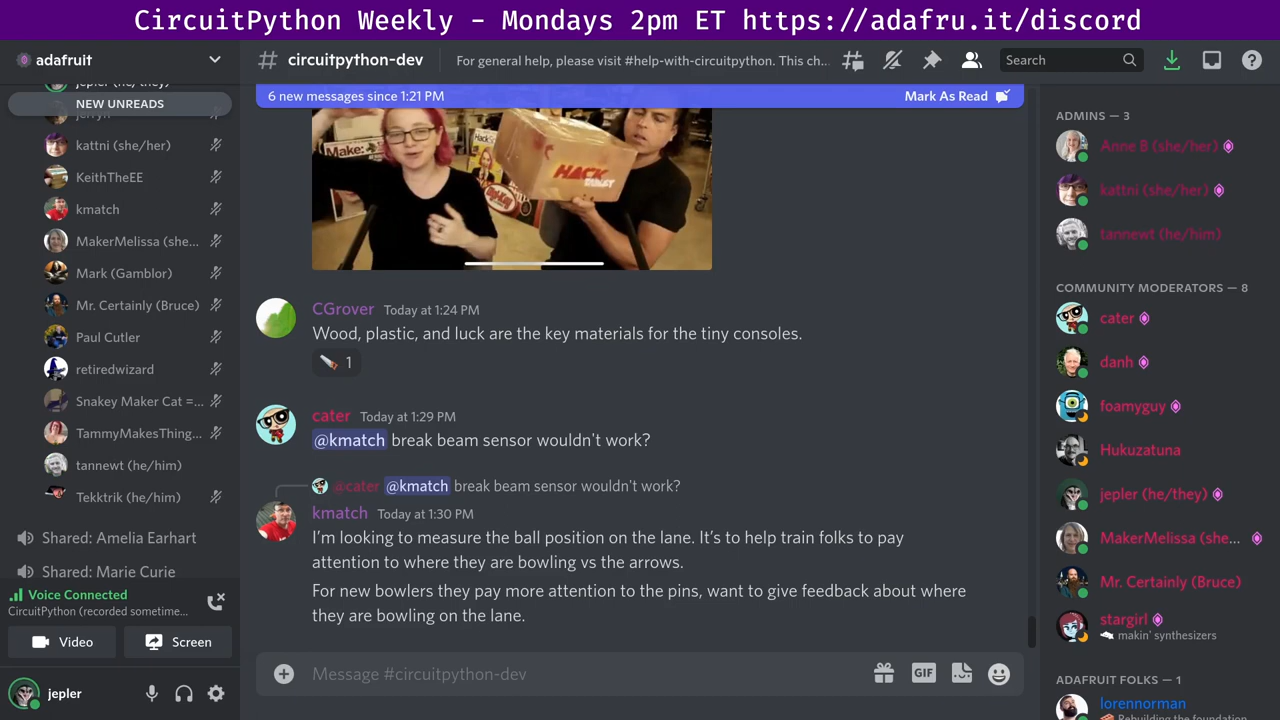 CircuitPython Weekly - Mondays 2pm ET https://adafru.it/discord
adafruit
jepler (he/they)
NEW UNREADS
jerryn
kattni (she/her)
KeithTheEE
kmatch
MakerMelissa (she...
Mark (Gamblor)
Mr. Certainly (Bruce)
Paul Cutler
retiredwizard
Snakey Maker Cat =...
TammyMakesThing...
tannewt (he/him)
Tekktrik (he/him)
Shared: Amelia Earhart
Shared: Marie Curie
Voice Connected
CircuitPython (recorded sometime...
Video
Screen
jepler
# circuitpython-dev
For general help, please visit #help-with-circuitpython. This ch...
Search
6 new messages since 1:21 PM
Mark As Read
Make:
HACK
CGrover Today at 1:24 PM
Wood, plastic, and luck are the key materials for the tiny consoles.
1
cater Today at 1:29 PM
@kmatch break beam sensor wouldn't work?
@cater @kmatch break beam sensor wouldn't work?
kmatch Today at 1:30 PM
I'm looking to measure the ball position on the lane. It's to help train folks to pay
attention to where they are bowling vs the arrows.
For new bowlers they pay more attention to the pins, want to give feedback about where
they are bowling on the lane.
Message #circuitpython-dev
GIF
ADMINS — 3
Anne B (she/her)
kattni (she/her)
tannewt (he/him)
COMMUNITY MODERATORS — 8
cater
danh
foamyguy
Hukuzatuna
jepler (he/they)
MakerMelissa (she...
Mr. Certainly (Bruce)
stargirl
makin' synthesizers
ADAFRUIT FOLKS — 1
lorennorman
Rebuilding the foundation